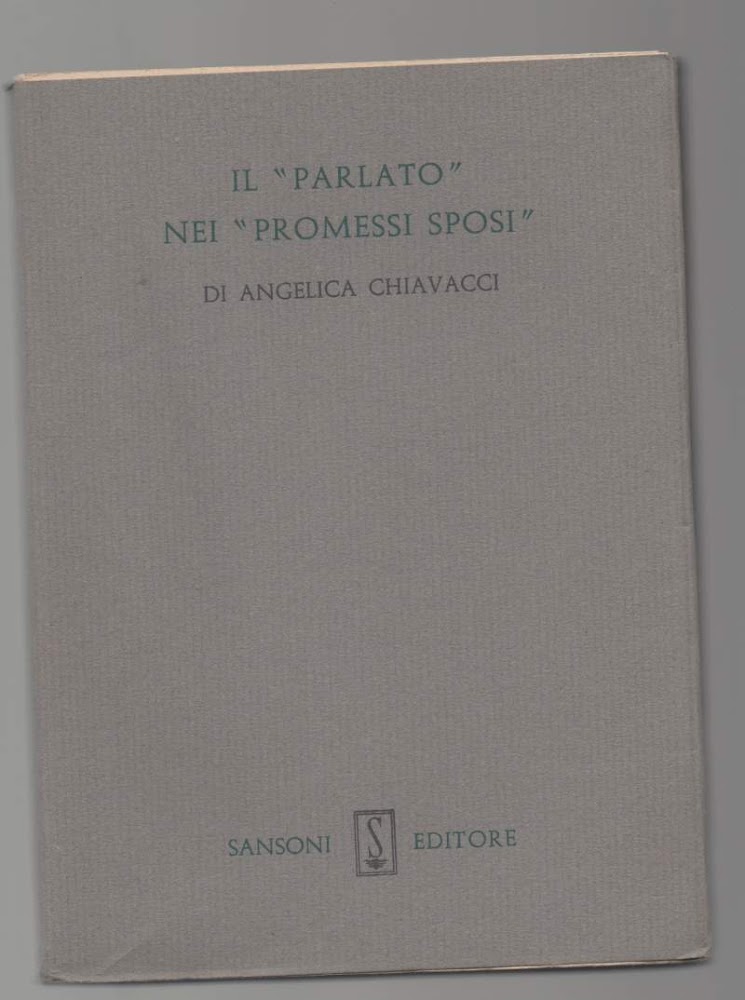 IL "PARLATO"
NEI "PROMESSI SPOSI"
DI ANGELICA CHIAVACCI
SANSONI S EDITORE